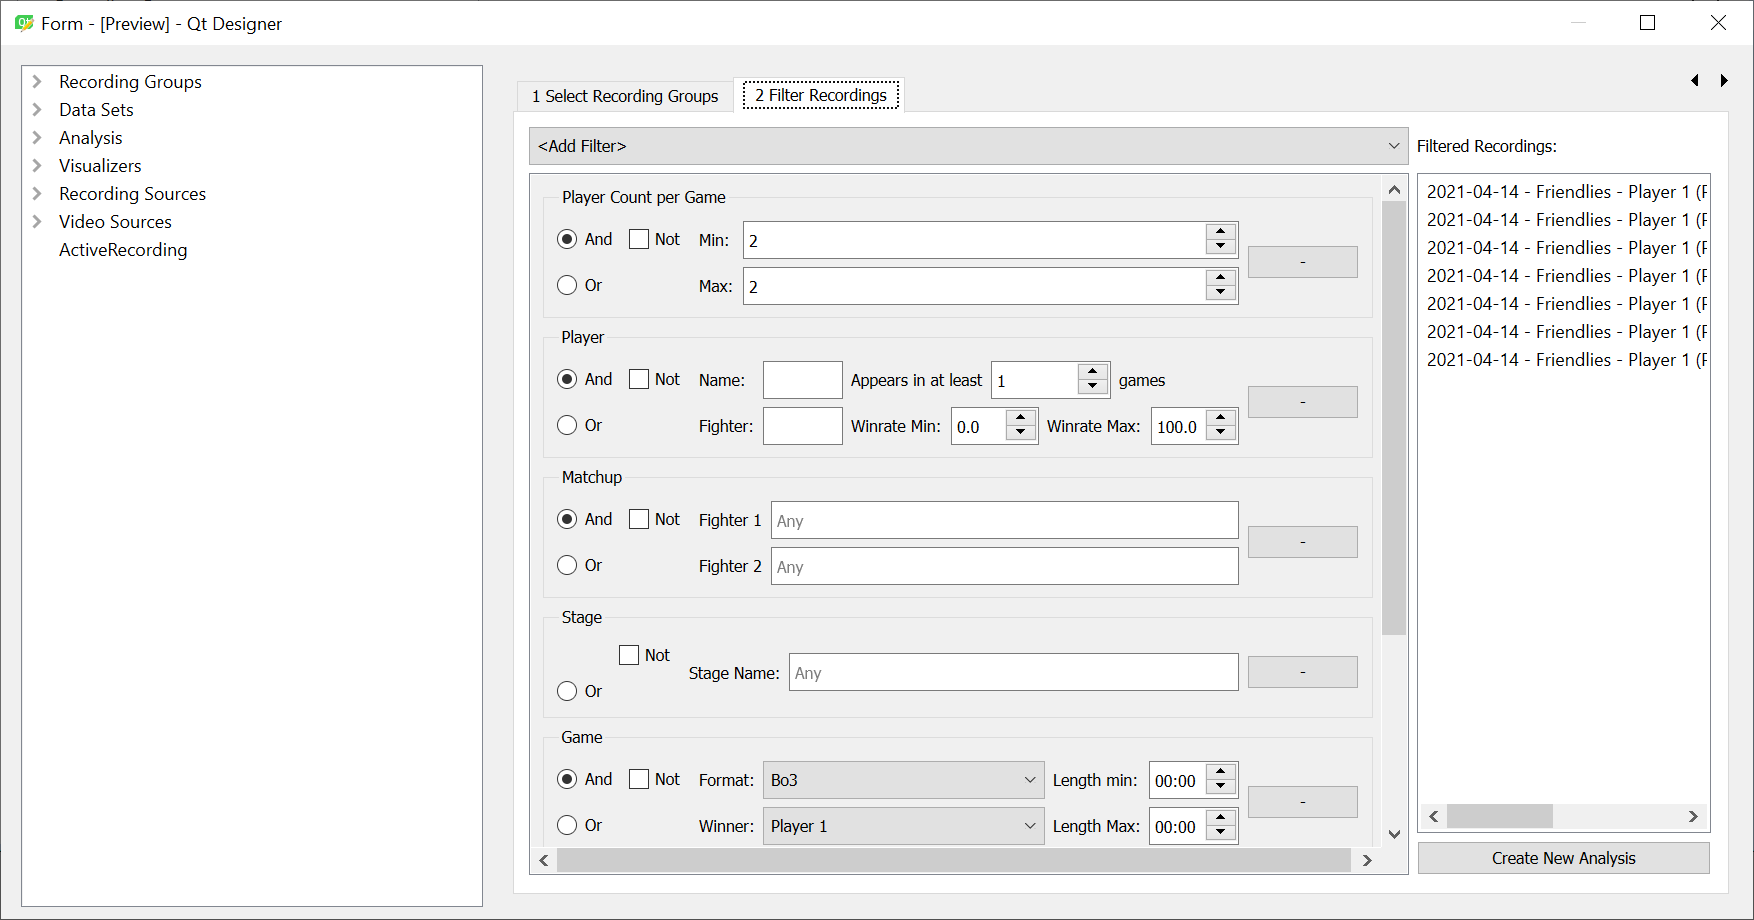 Form - [Preview] - Qt Designer
Recording Groups
Data Sets
Analysis
Visualizers
Recording Sources
Video Sources
ActiveRecording
1 Select Recording Groups
2 Filter Recordings
<Add Filter>
Player Count per Game
And Not Min: 2
-
Or Max: 2
Player
And Not Name: Appears in at least 1 games
-
Or Fighter: Winrate Min: 0.0 Winrate Max: 100.0
Matchup
And Not Fighter 1 Any
-
Or Fighter 2 Any
Stage
Not
Stage Name: Any
-
Or
Game
And Not Format: Bo3 Length min: 00:00
-
Or Winner: Player 1 Length Max: 00:00
Filtered Recordings:
2021-04-14 - Friendlies - Player 1 (
2021-04-14 - Friendlies - Player 1 (
2021-04-14 - Friendlies - Player 1 (
2021-04-14 - Friendlies - Player 1 (
2021-04-14 - Friendlies - Player 1 (
2021-04-14 - Friendlies - Player 1 (
2021-04-14 - Friendlies - Player 1 (
Create New Analysis